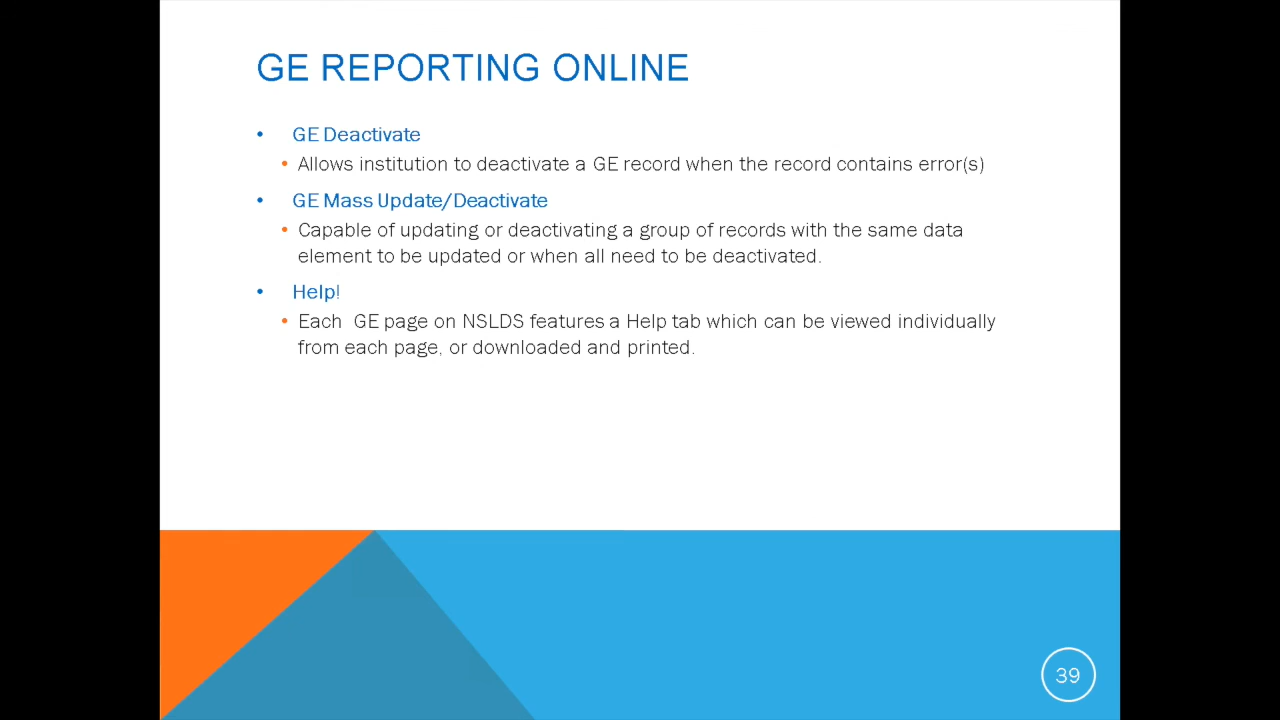 GE REPORTING ONLINE
• GE Deactivate
• Allows institution to deactivate a GE record when the record contains error(s)
• GE Mass Update/Deactivate
• Capable of updating or deactivating a group of records with the same data
element to be updated or when all need to be deactivated.
• Help!
• Each  GE page on NSLDS features a Help tab which can be viewed individually
from each page, or downloaded and printed.
39